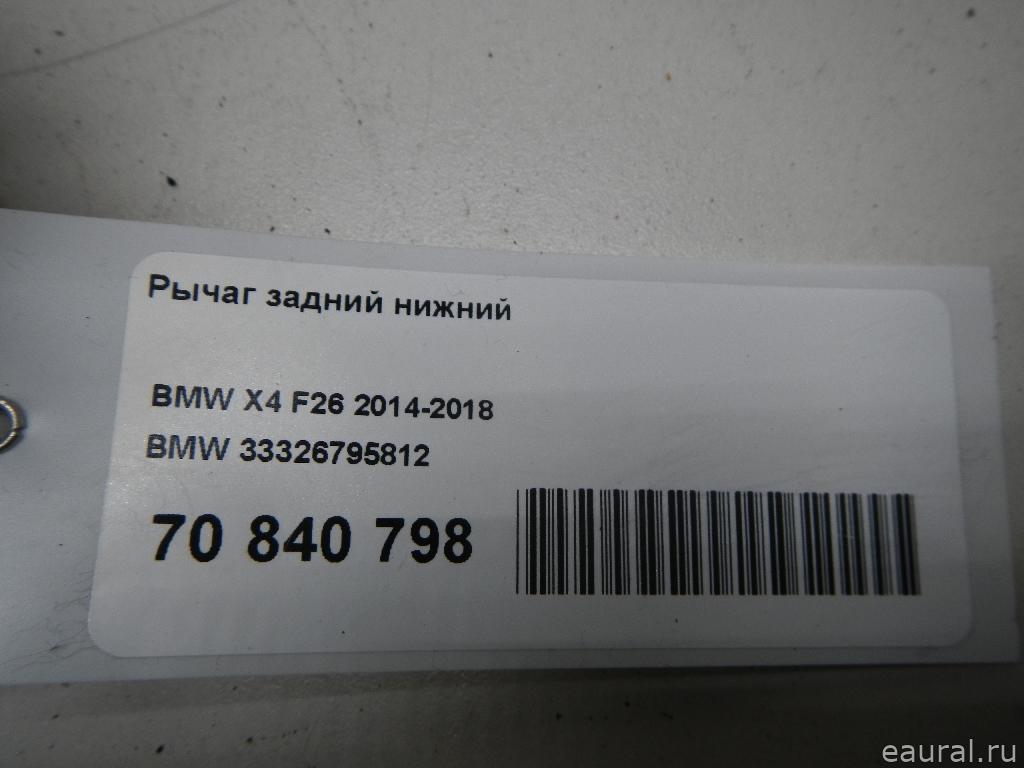 Рычаг задний нижний
BMW X4 F26 2014-2018
BMW 33326795812
70 840 798
eaural.ru